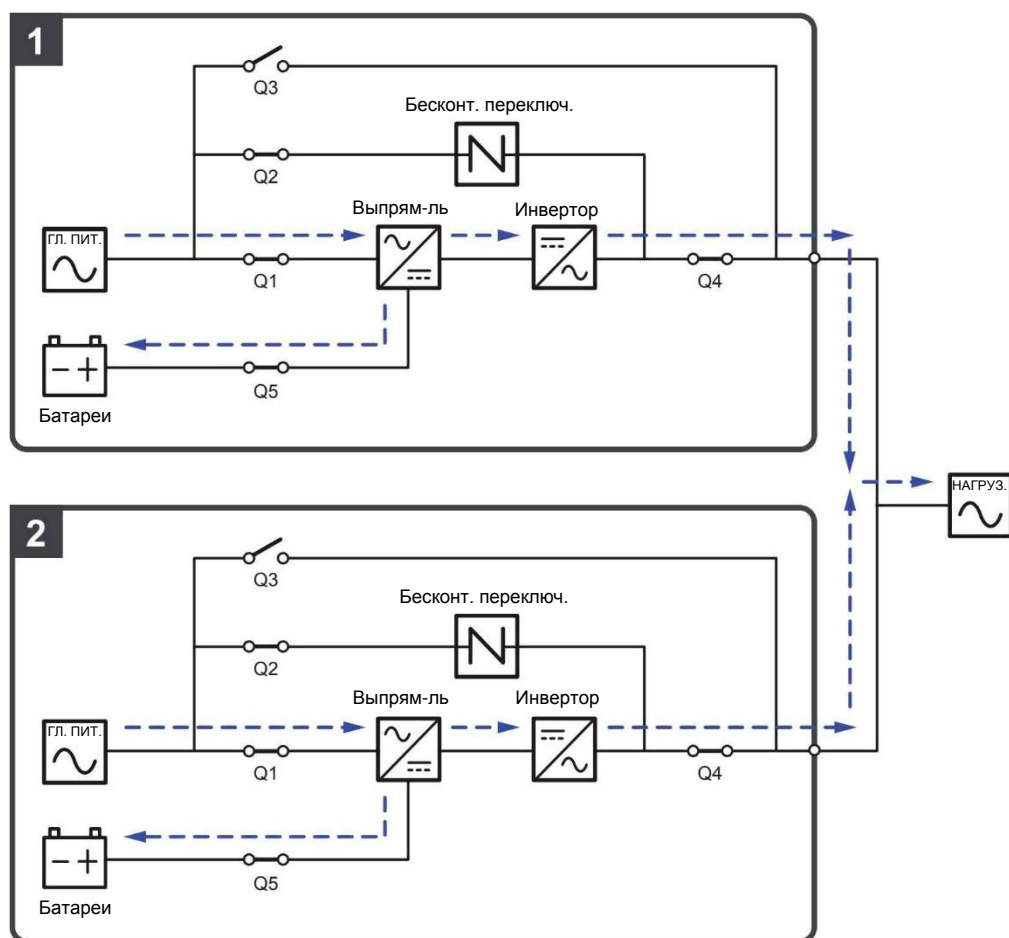 1
Q3
Бесконт. переключ.
Q2
Выпрям-ль
Инвертор
ГЛ. ПИТ.
Q1
Q4
Q5
Батареи
НАГРУЗ.
2
Q3
Бесконт. переключ.
Q2
Выпрям-ль
Инвертор
ГЛ. ПИТ.
Q1
Q4
Q5
Батареи